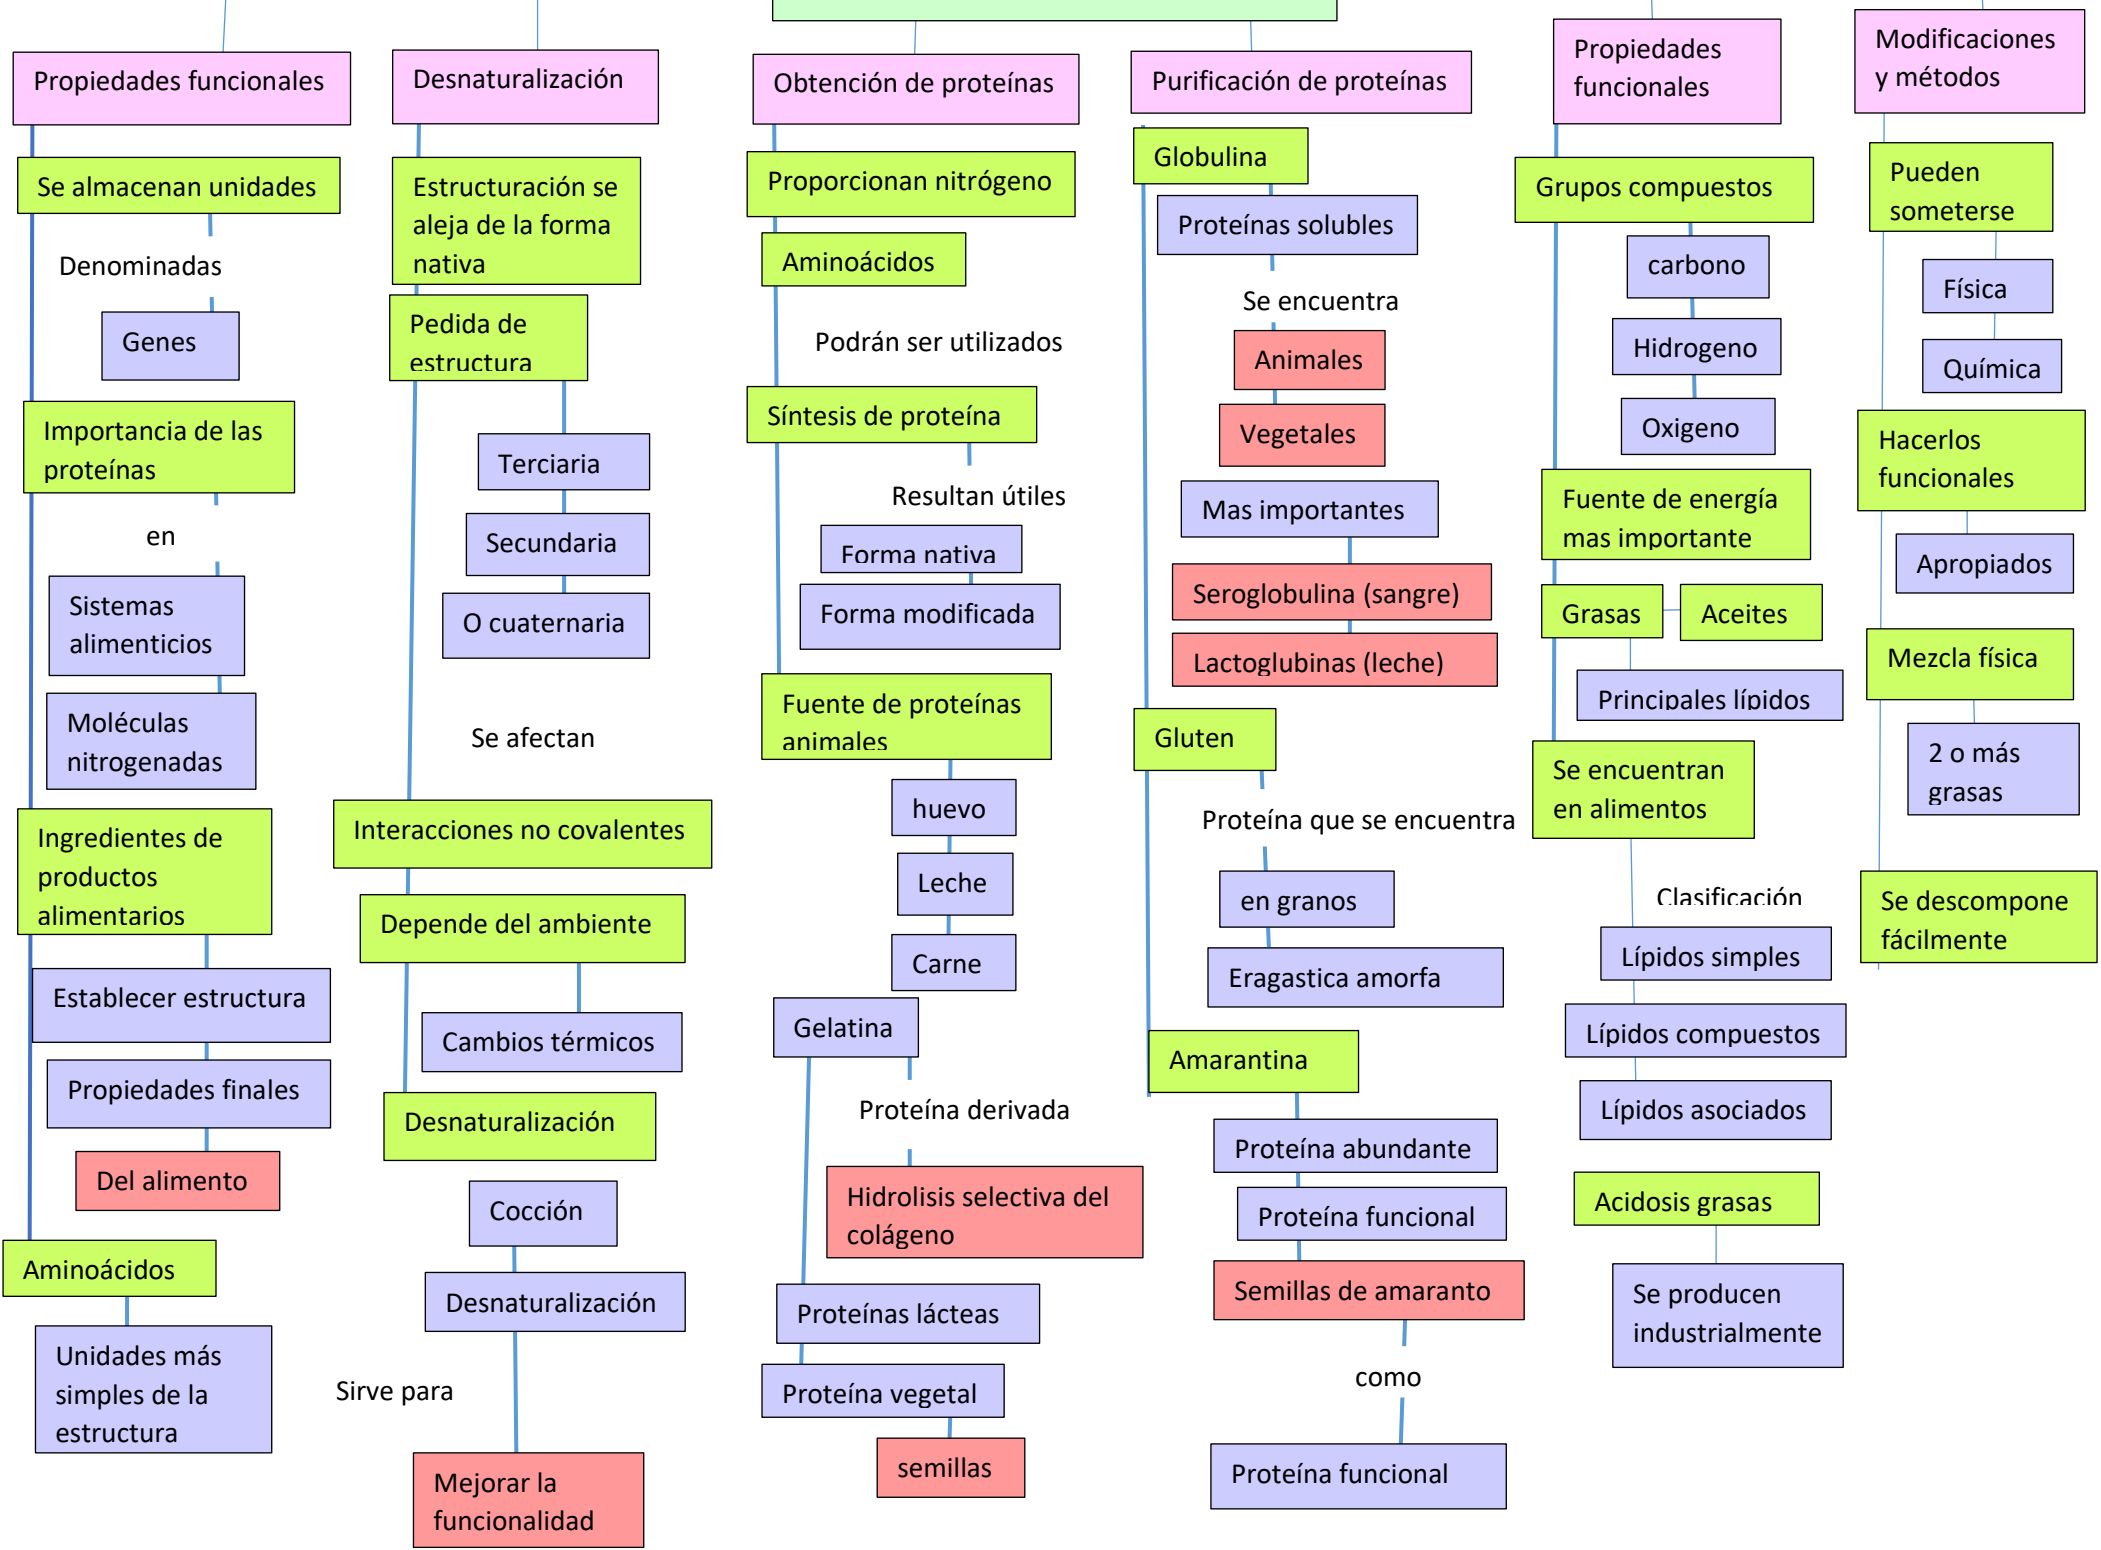 Propiedades funcionales
Se almacenan unidades
Denominadas
Genes
Importancia de las
proteínas
en
Sistemas
alimenticios
Moléculas
nitrogenadas
Ingredientes de
productos
alimentarios
Establecer estructura
Propiedades finales
Del alimento
Aminoácidos
Unidades más
simples de la
estructura
Desnaturalización
Estructuración se
aleja de la forma
nativa
Pedida de
estructura
Terciaria
Secundaria
O cuaternaria
Se afectan
Interacciones no covalentes
Depende del ambiente
Cambios térmicos
Desnaturalización
Cocción
Desnaturalización
Sirve para
Mejorar la
funcionalidad
Obtención de proteínas
Proporcionan nitrógeno
Aminoácidos
Podrán ser utilizados
Síntesis de proteína
Resultan útiles
Forma nativa
Forma modificada
Fuente de proteínas
animales
huevo
Leche
Carne
Gelatina
Proteína derivada
Hidrolisis selectiva del
colágeno
Proteínas lácteas
Proteína vegetal
semillas
Purificación de proteínas
Globulina
Proteínas solubles
Se encuentra
Animales
Vegetales
Mas importantes
Seroglobulina (sangre)
Lactoglubinas (leche)
Gluten
Proteína que se encuentra
en granos
Eragastica amorfa
Amarantina
Proteína abundante
Proteína funcional
Semillas de amaranto
como
Proteína funcional
Propiedades
funcionales
Grupos compuestos
carbono
Hidrogeno
Oxigeno
Fuente de energía
mas importante
Grasas
Aceites
Principales lípidos
Se encuentran
en alimentos
Clasificación
Lípidos simples
Lípidos compuestos
Lípidos asociados
Acidosis grasas
Se producen
industrialmente
Modificaciones
y métodos
Pueden
someterse
Física
Química
Hacerlos
funcionales
Apropiados
Mezcla física
2 o más
grasas
Se descompone
fácilmente